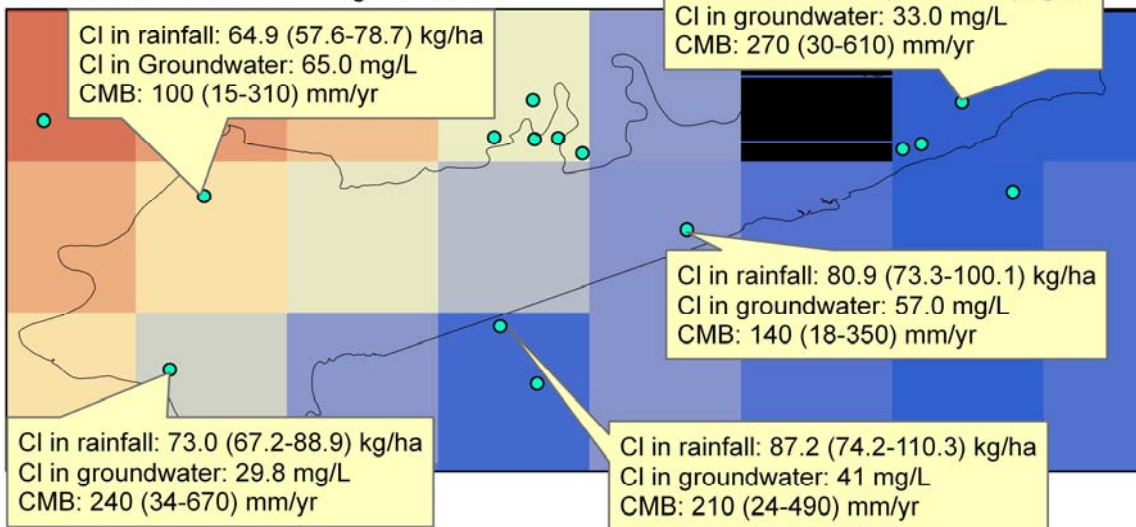 Cl in rainfall: 64.9 (57.6-78.7) kg/ha
Cl in Groundwater: 65.0 mg/L
CMB: 100 (15-310) mm/yr
Cl in groundwater: 33.0 mg/L
CMB: 270 (30-610) mm/yr
Cl in rainfall: 80.9 (73.3-100.1) kg/ha
Cl in groundwater: 57.0 mg/L
CMB: 140 (18-350) mm/yr
Cl in rainfall: 73.0 (67.2-88.9) kg/ha
Cl in groundwater: 29.8 mg/L
CMB: 240 (34-670) mm/yr
Cl in rainfall: 87.2 (74.2-110.3) kg/ha
Cl in groundwater: 41 mg/L
CMB: 210 (24-490) mm/yr